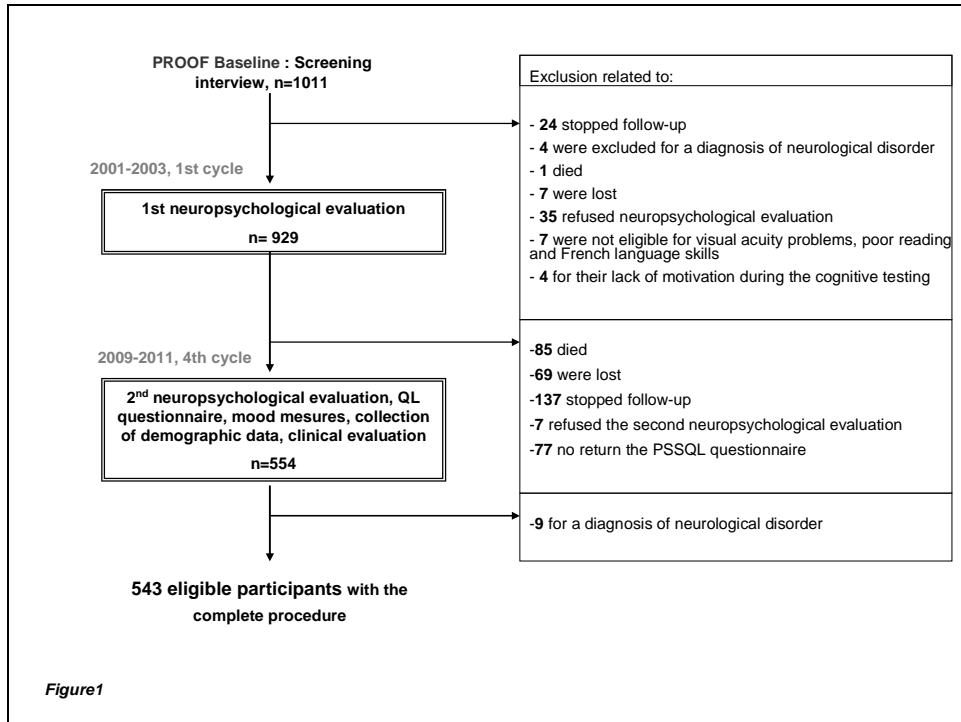 PROOF Baseline : Screening
interview, n=1011
Exclusion related to:
- 24 stopped follow-up
- 4 were excluded for a diagnosis of neurological disorder
- 1 died
- 7 were lost
- 35 refused neuropsychological evaluation
- 7 were not eligible for visual acuity problems, poor reading
and French language skills
- 4 for their lack of motivation during the cognitive testing
2001-2003, 1st cycle
1st neuropsychological evaluation
n= 929
-85 died
-69 were lost
-137 stopped follow-up
-7 refused the second neuropsychological evaluation
-77 no return the PSSQL questionnaire
2009-2011, 4th cycle
2nd neuropsychological evaluation, QL
questionnaire, mood mesures, collection
of demographic data, clinical evaluation
n=554
-9 for a diagnosis of neurological disorder
543 eligible participants with the
complete procedure
Figure1